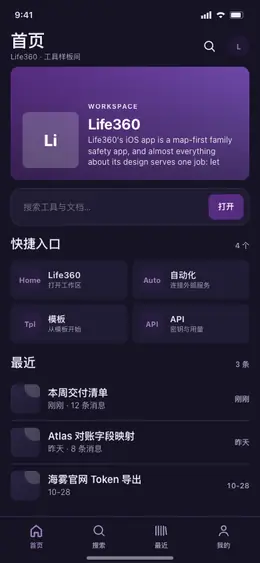 9:41
首页
Life360 · 工具样板间
L
WORKSPACE
Li
Life360
Life360's iOS app is a map-first family
safety app, and almost everything
about its design serves one job: let
搜索工具与文档...
打开
快捷入口
4 个
Home
Life360
打开工作区
Auto
自动化
连接外部服务
Tpl
模板
从模板开始
API
API
密钥与用量
最近
3 条
本周交付清单
刚刚 · 12 条消息
刚刚
Atlas 对账字段映射
昨天 · 8 条消息
昨天
海雾官网 Token 导出
10-28
10-28
首页
搜索
最近
我的